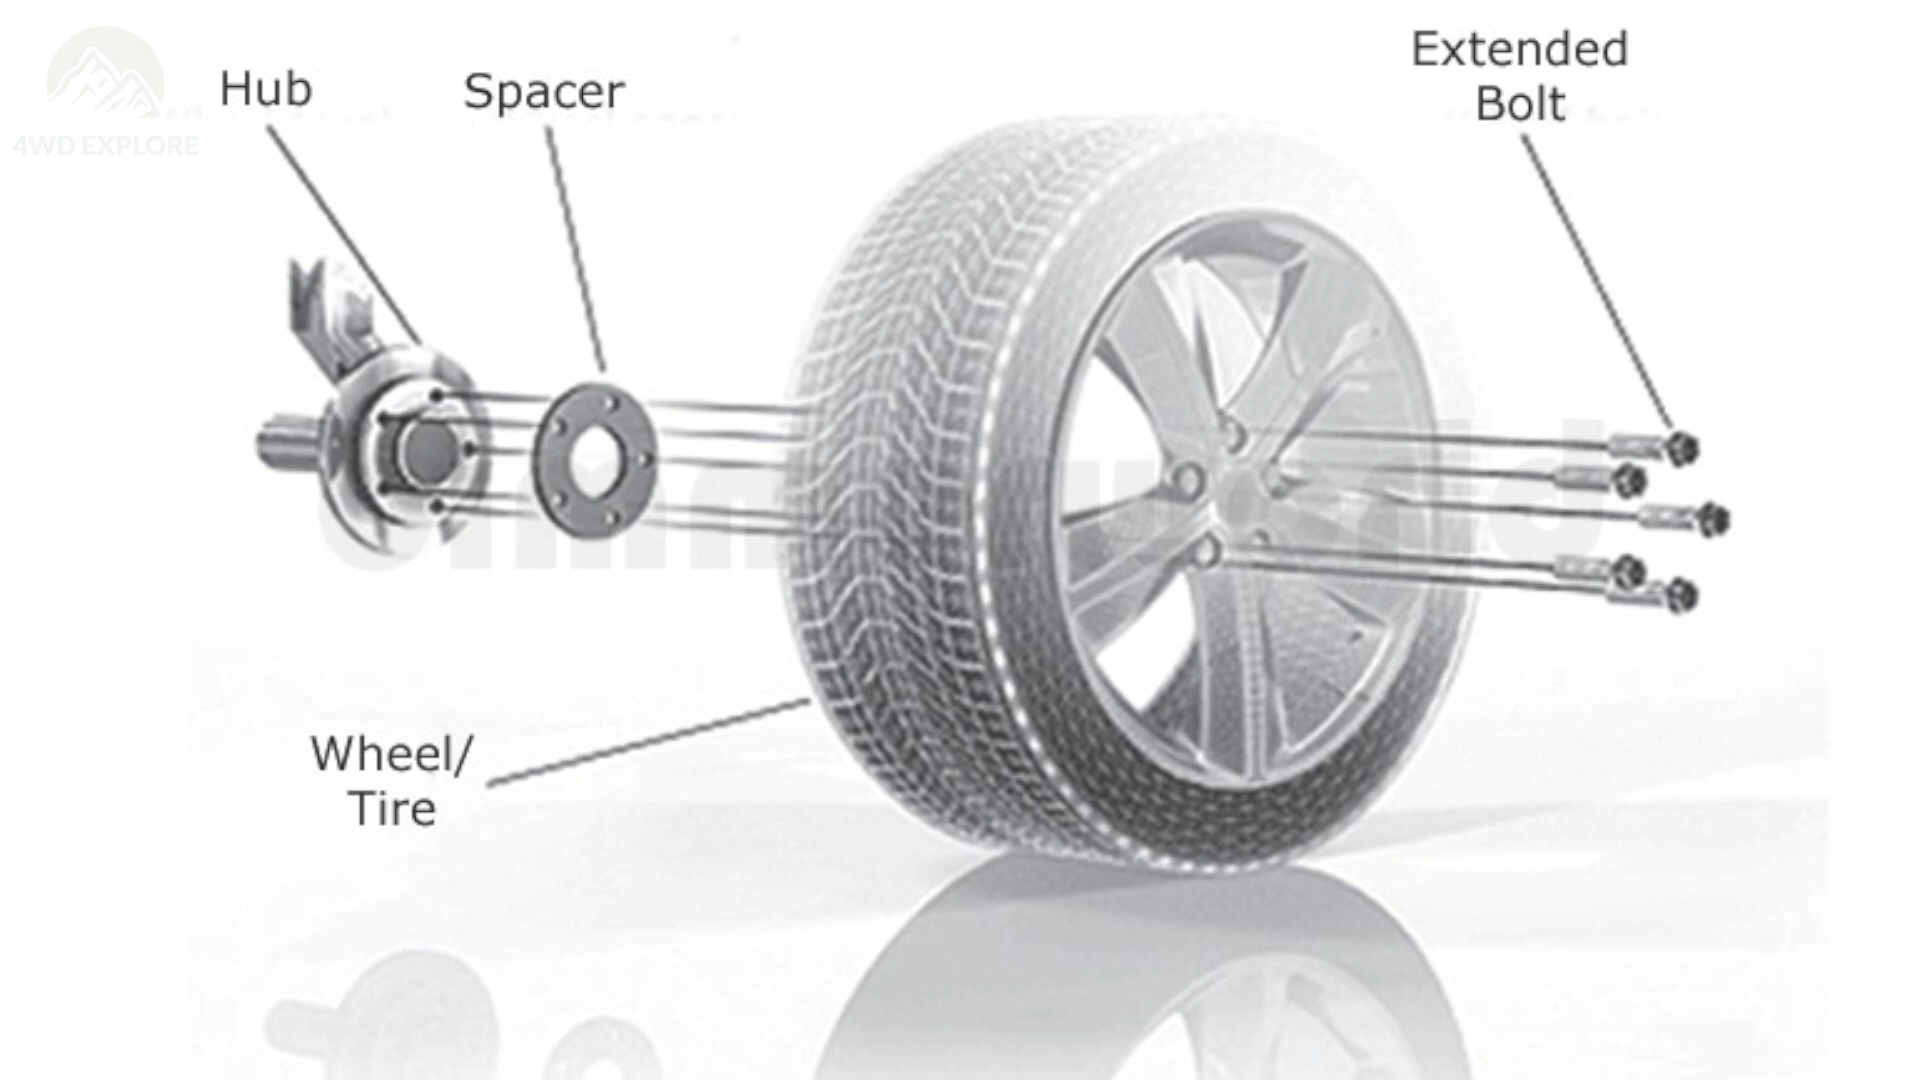 Extended
Bolt
Hub
Spacer
4WD EXPLORE
Wheel/
Tire